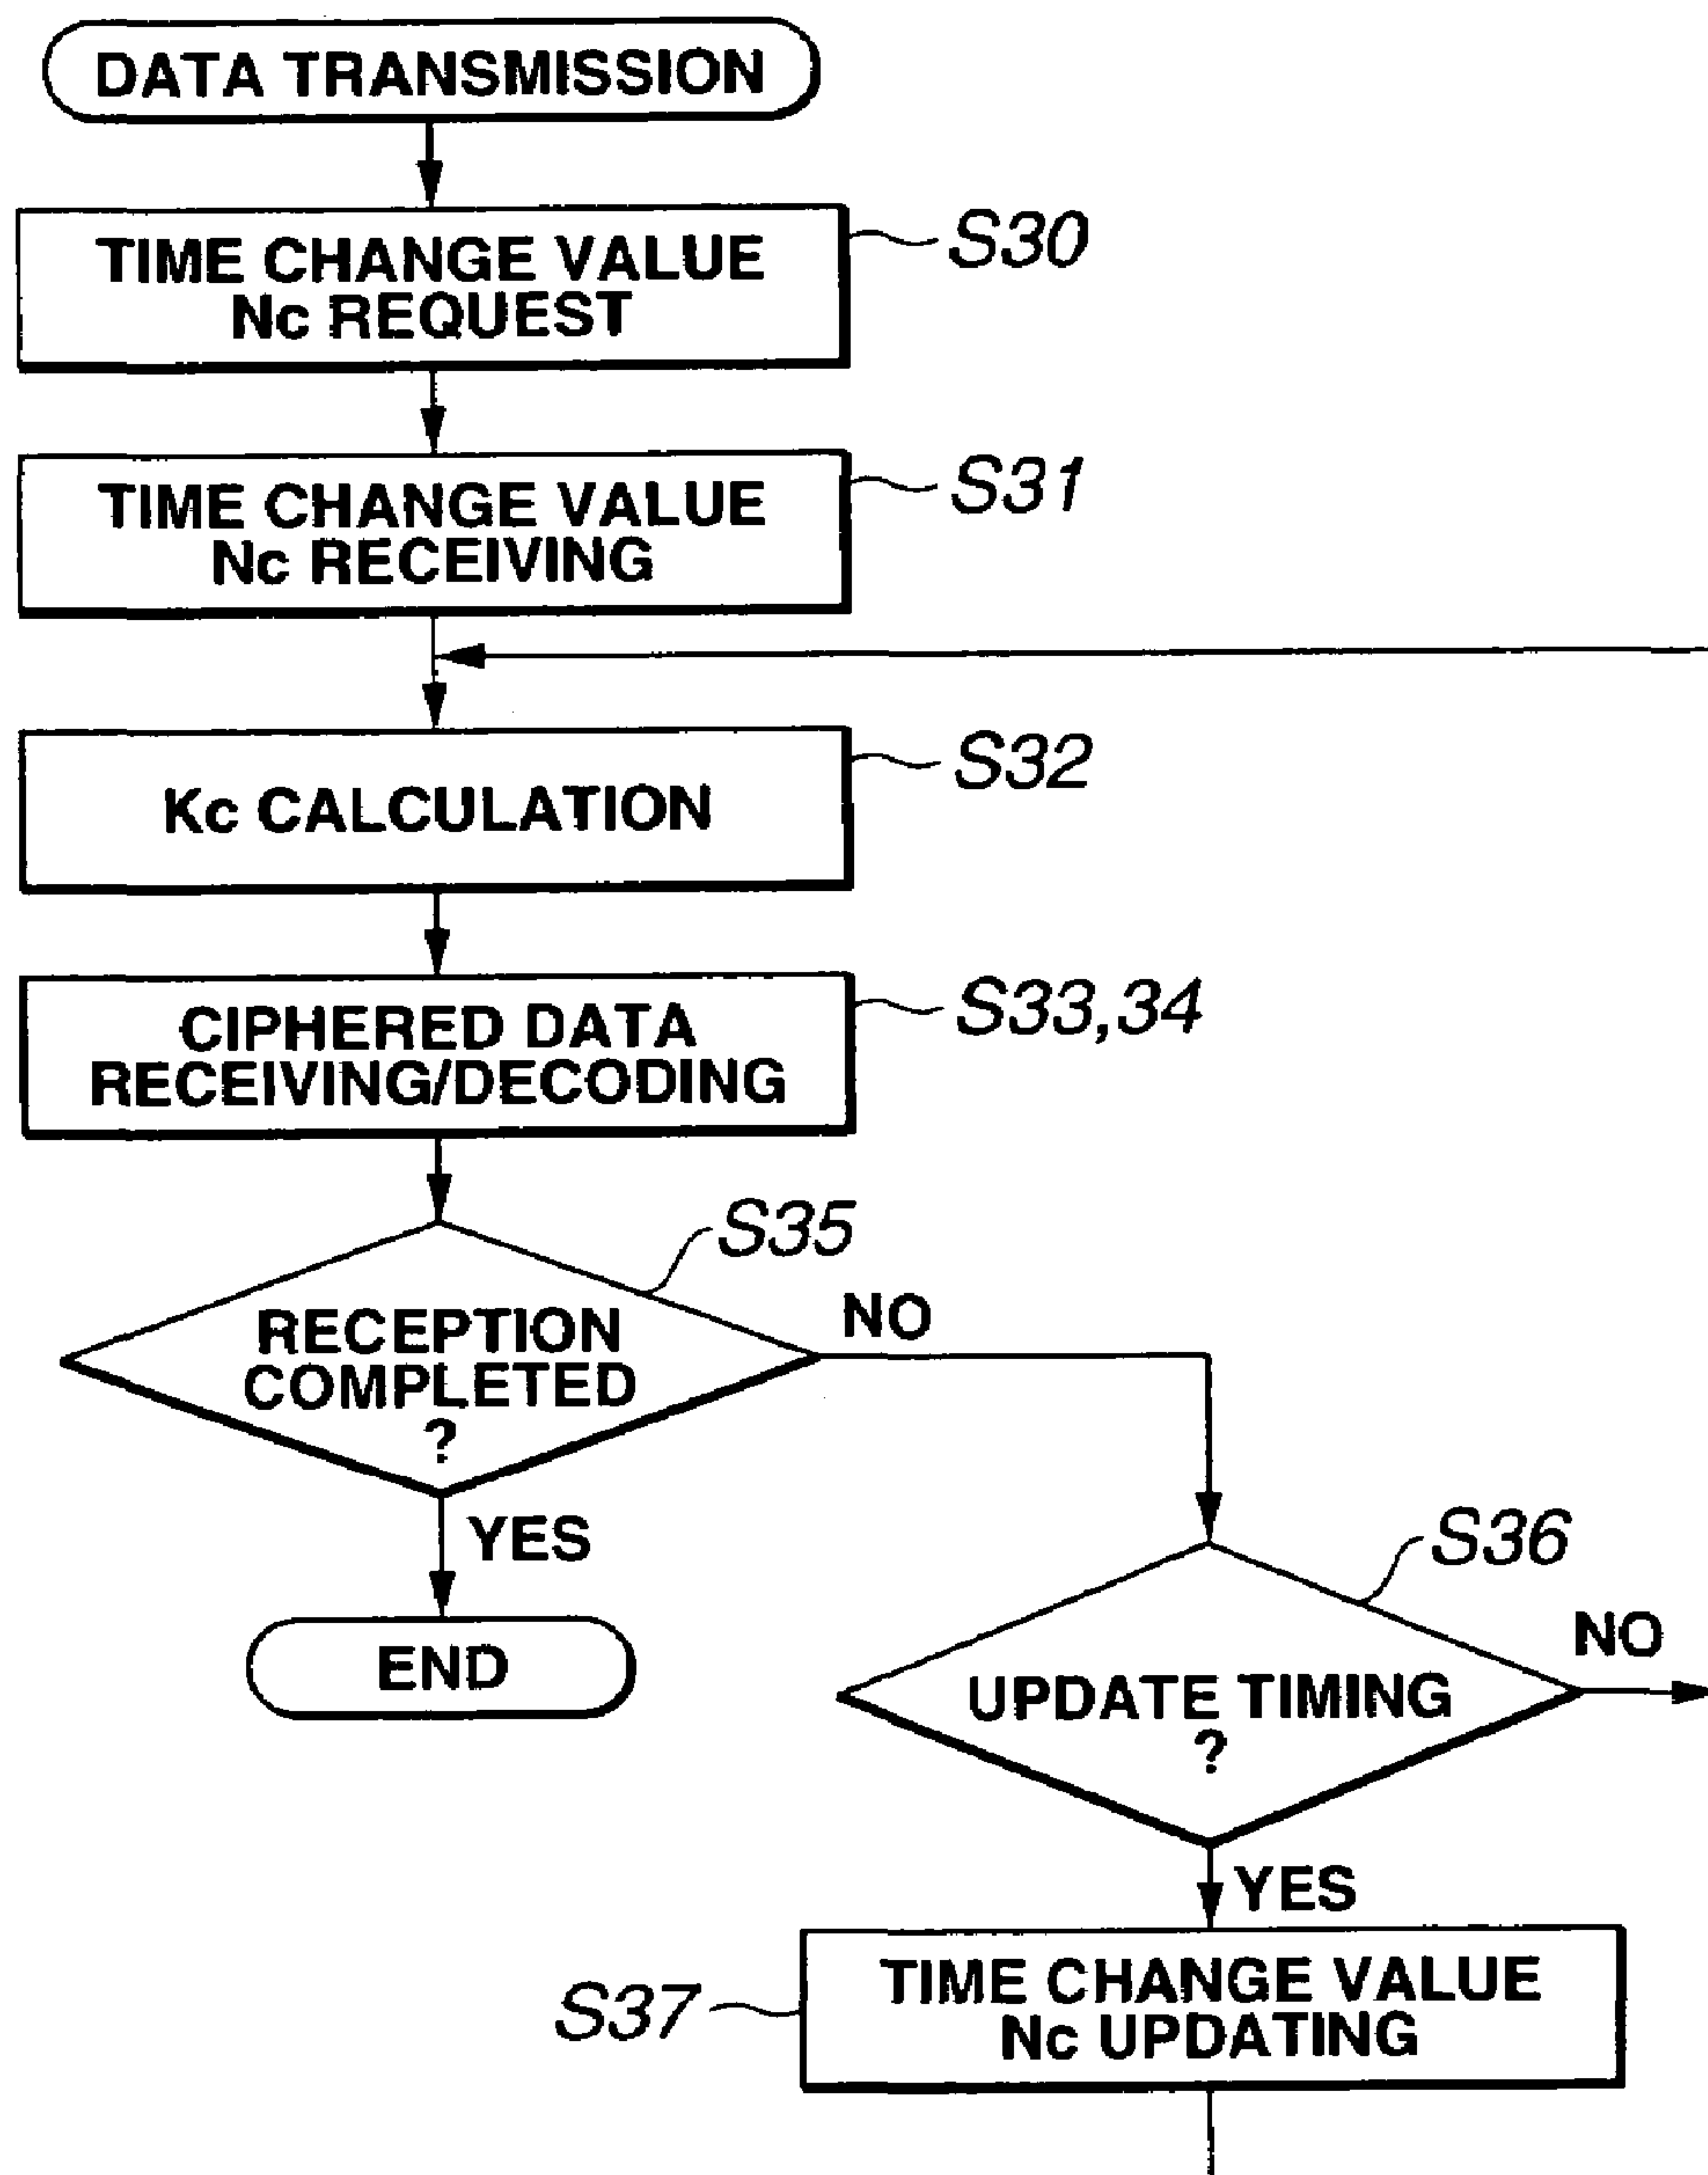 DATA TRANSMISSION
TIME CHANGE VALUE
Nc REQUEST
S30
TIME CHANGE VALUE
Nc RECEIVING
S31
Kc CALCULATION
S32
CIPHERED DATA
RECEIVING/DECODING
S33,34
S35
RECEPTION
COMPLETED
?
NO
YES
END
S36
UPDATE TIMING
?
NO
YES
S37
TIME CHANGE VALUE
Nc UPDATING